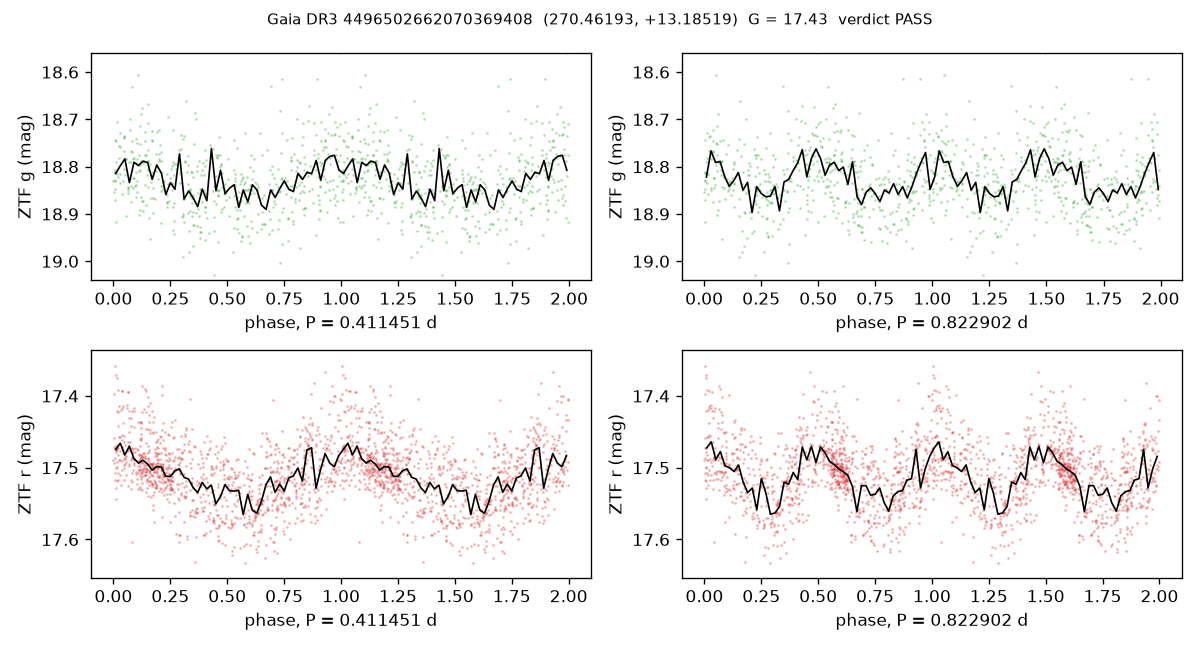 Gaia DR3 4496502662070369408 (270.46193, +13.18519) G = 17.43 verdict PASS
ZTF g (mag)
18.6
18.7
18.8
18.9
19.0
0.00 0.25 0.50 0.75 1.00 1.25 1.50 1.75 2.00
phase, P = 0.411451 d
ZTF g (mag)
18.6
18.7
18.8
18.9
19.0
0.00 0.25 0.50 0.75 1.00 1.25 1.50 1.75 2.00
phase, P = 0.822902 d
ZTF r (mag)
17.4
17.5
17.6
0.00 0.25 0.50 0.75 1.00 1.25 1.50 1.75 2.00
phase, P = 0.411451 d
ZTF r (mag)
17.4
17.5
17.6
0.00 0.25 0.50 0.75 1.00 1.25 1.50 1.75 2.00
phase, P = 0.822902 d